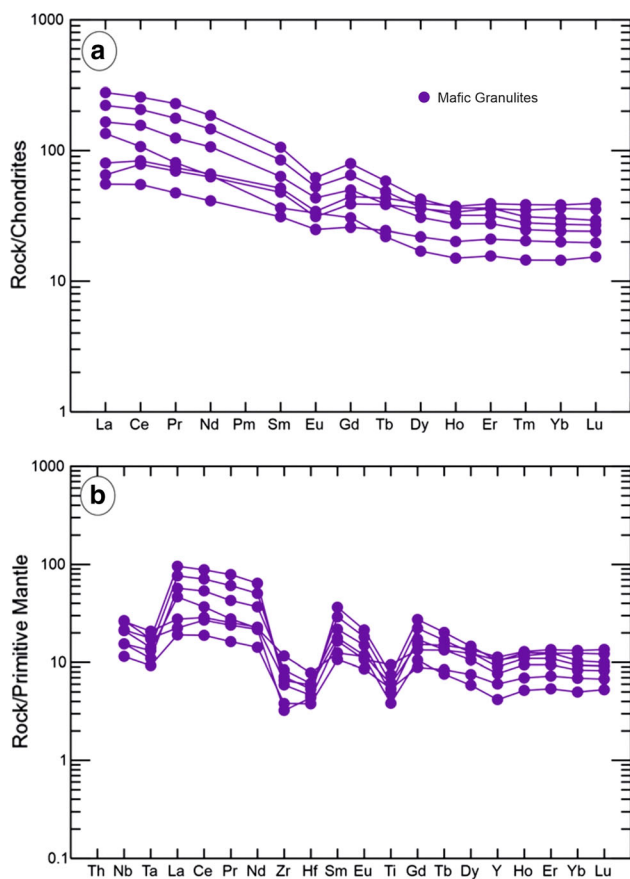 1000
a
Mafic Granulites
100
Rock/Chondrites
10
1
La Ce Pr Nd Pm Sm Eu Gd Tb Dy Ho Er Tm Yb Lu
1000
b
100
Rock/Primitive Mantle
10
1
0.1
Th Nb Ta La Ce Pr Nd Zr Hf Sm Eu Ti Gd Tb Dy Y Ho Er Yb Lu